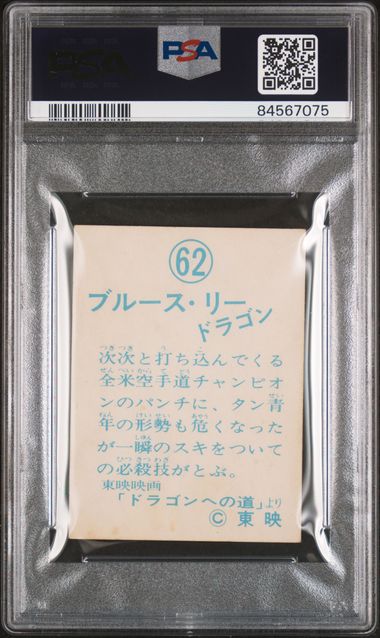 PSA
PSA
84567075
62
ブルース・リー
ドラゴン
次次と打ち込んでくる
全米空手道チャンピオ
ンのパンチに、タン青
年の形勢も危くなった
が一瞬のスキをついて
の必殺技がとぶ。
東映映画
「ドラゴンへの道」より
© 東映